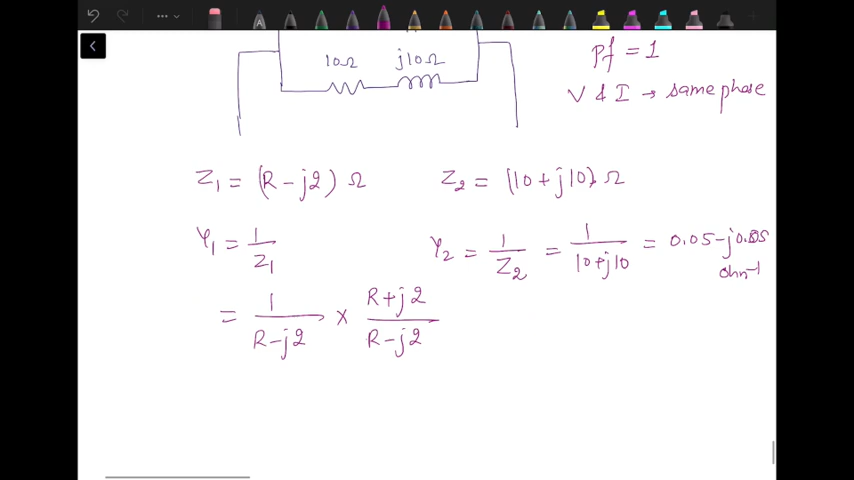 10Ω j10Ω
pf = 1
V & I → same phase
Z1 = (R-j2) Ω Z2 = (10+j10) Ω
Y1 = 1/Z1 Y2 = 1/Z2 = 1/10+j10 = 0.05-j0.05 ohm-1
= 1/R-j2 × R+j2/R-j2